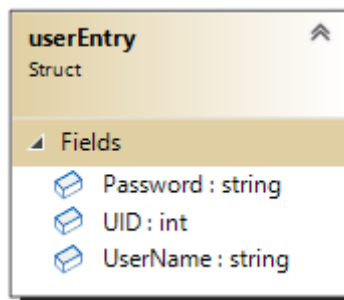 userEntry
Struct
Fields
Password : string
UID : int
UserName : string